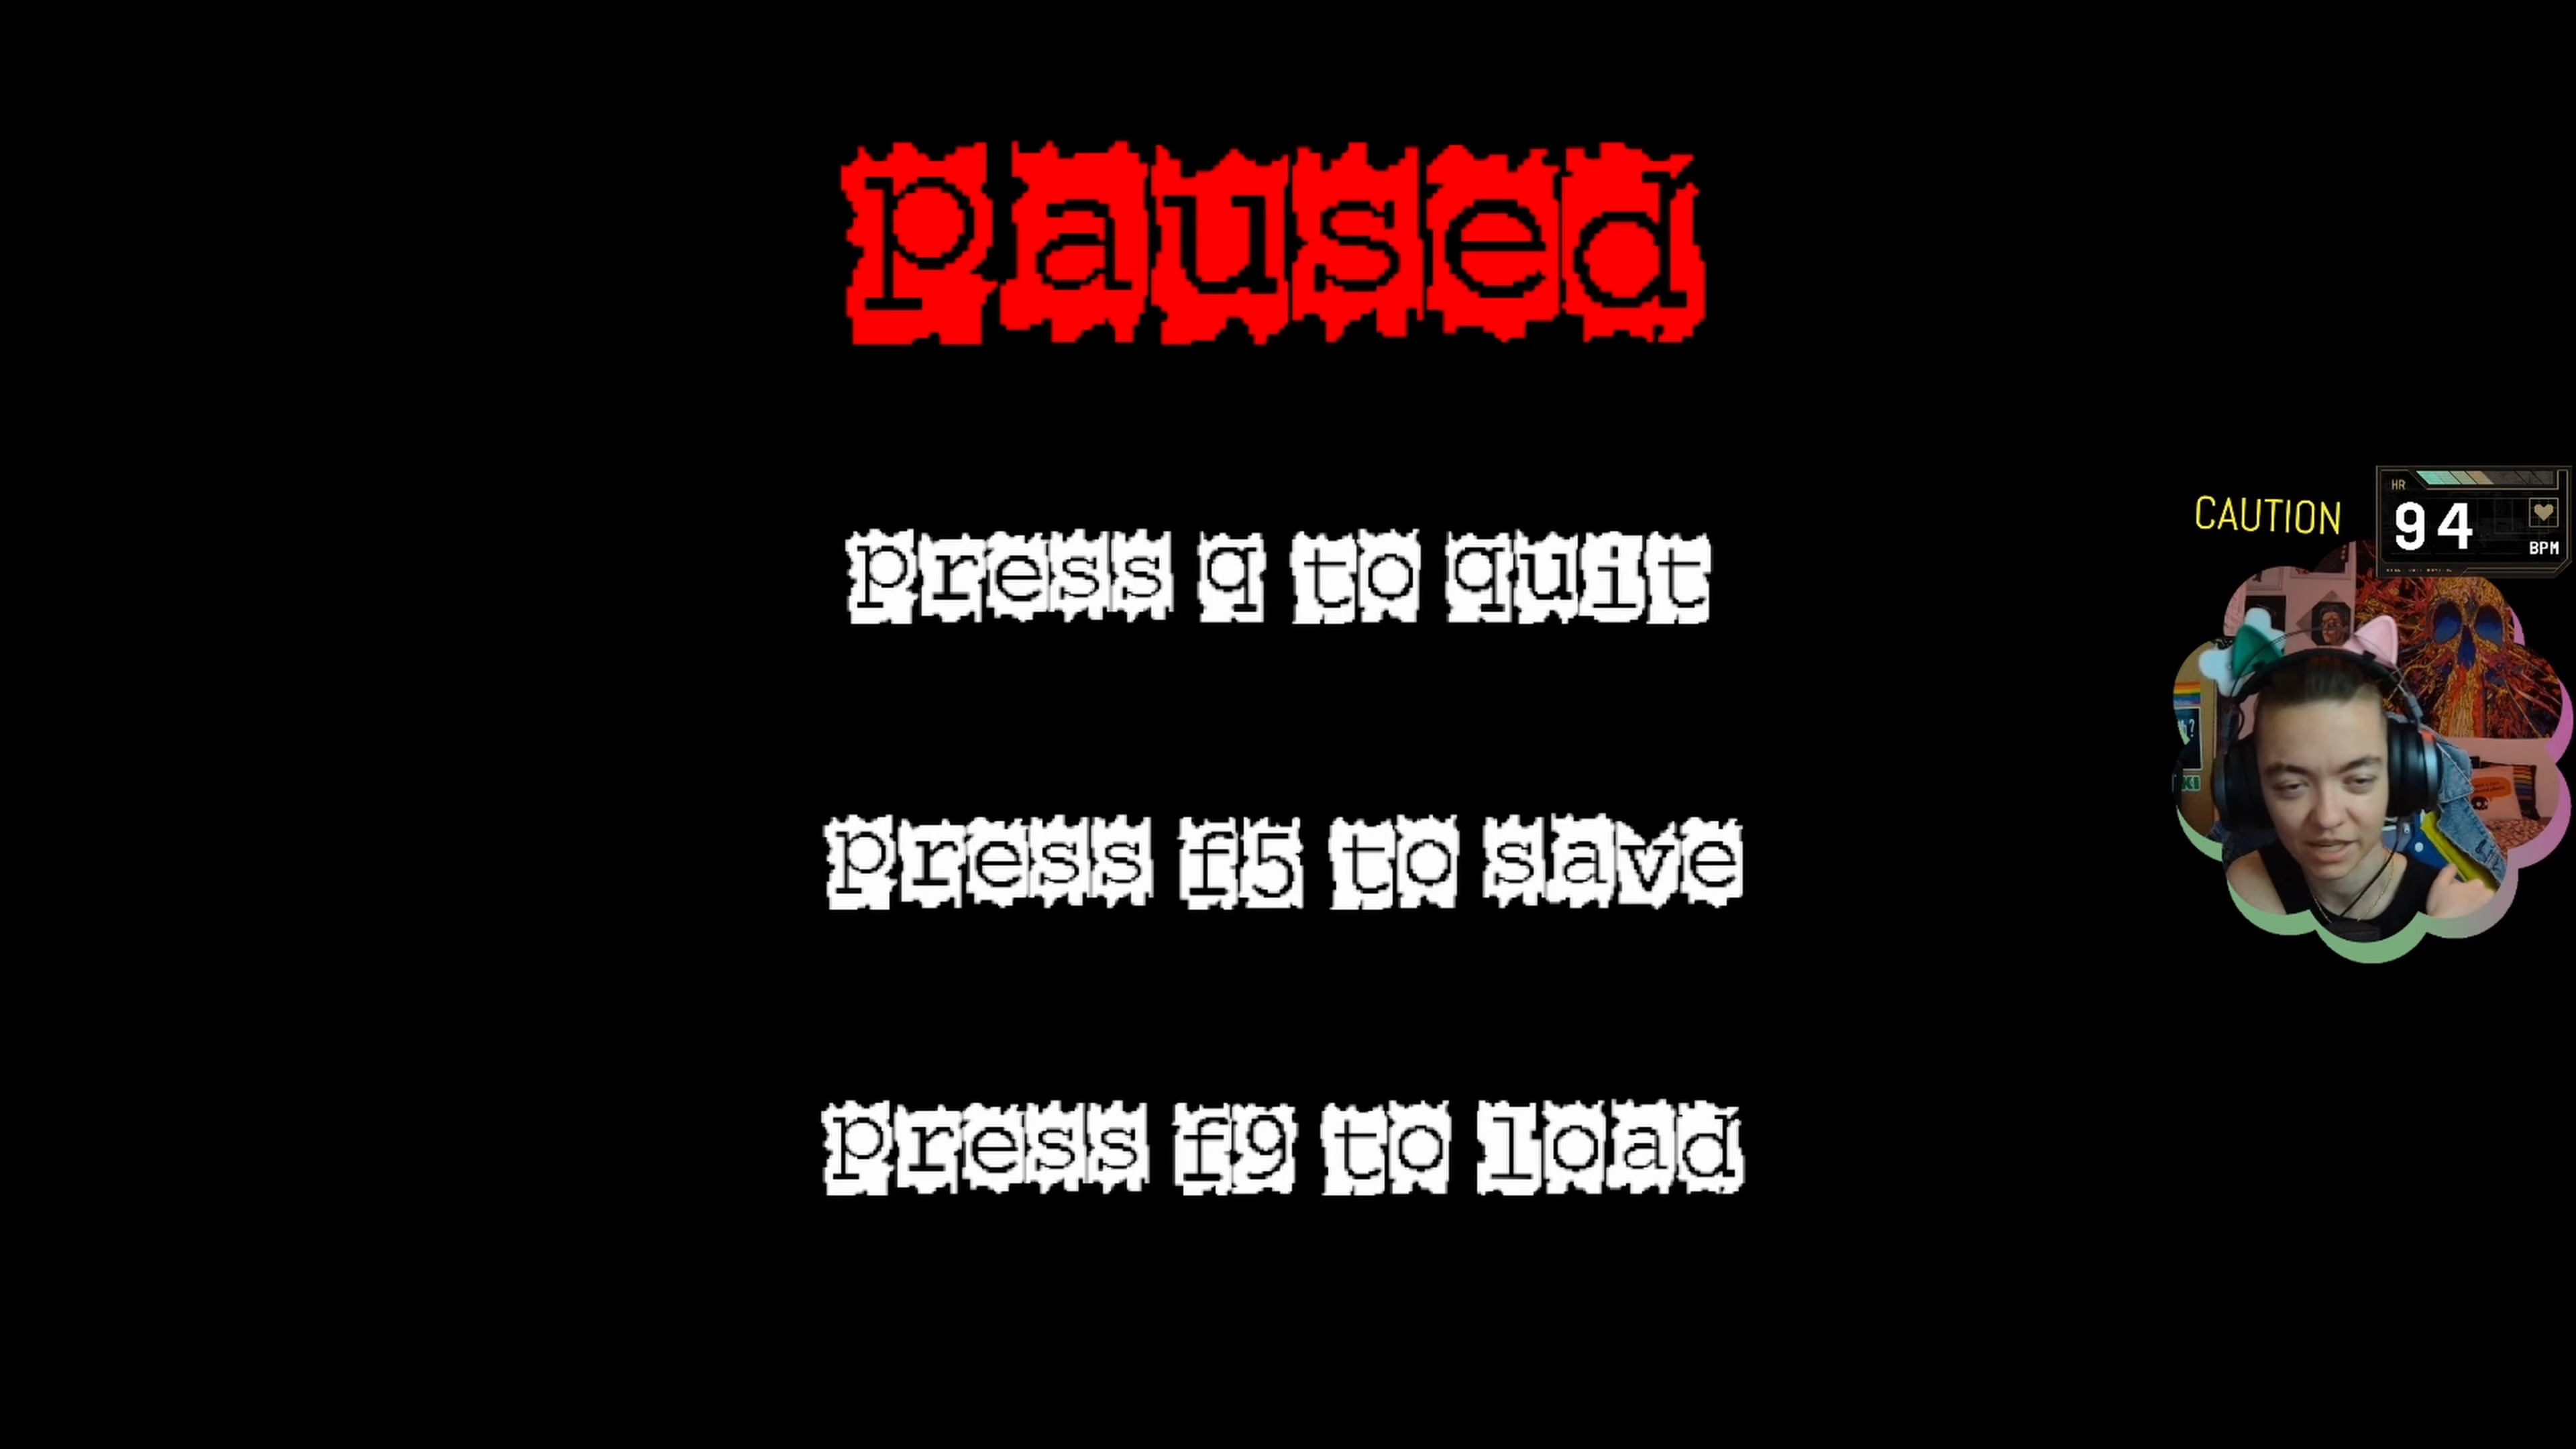 paused
press q to quit
press f5 to save
press f9 to load
CAUTION
HR
94
BPM